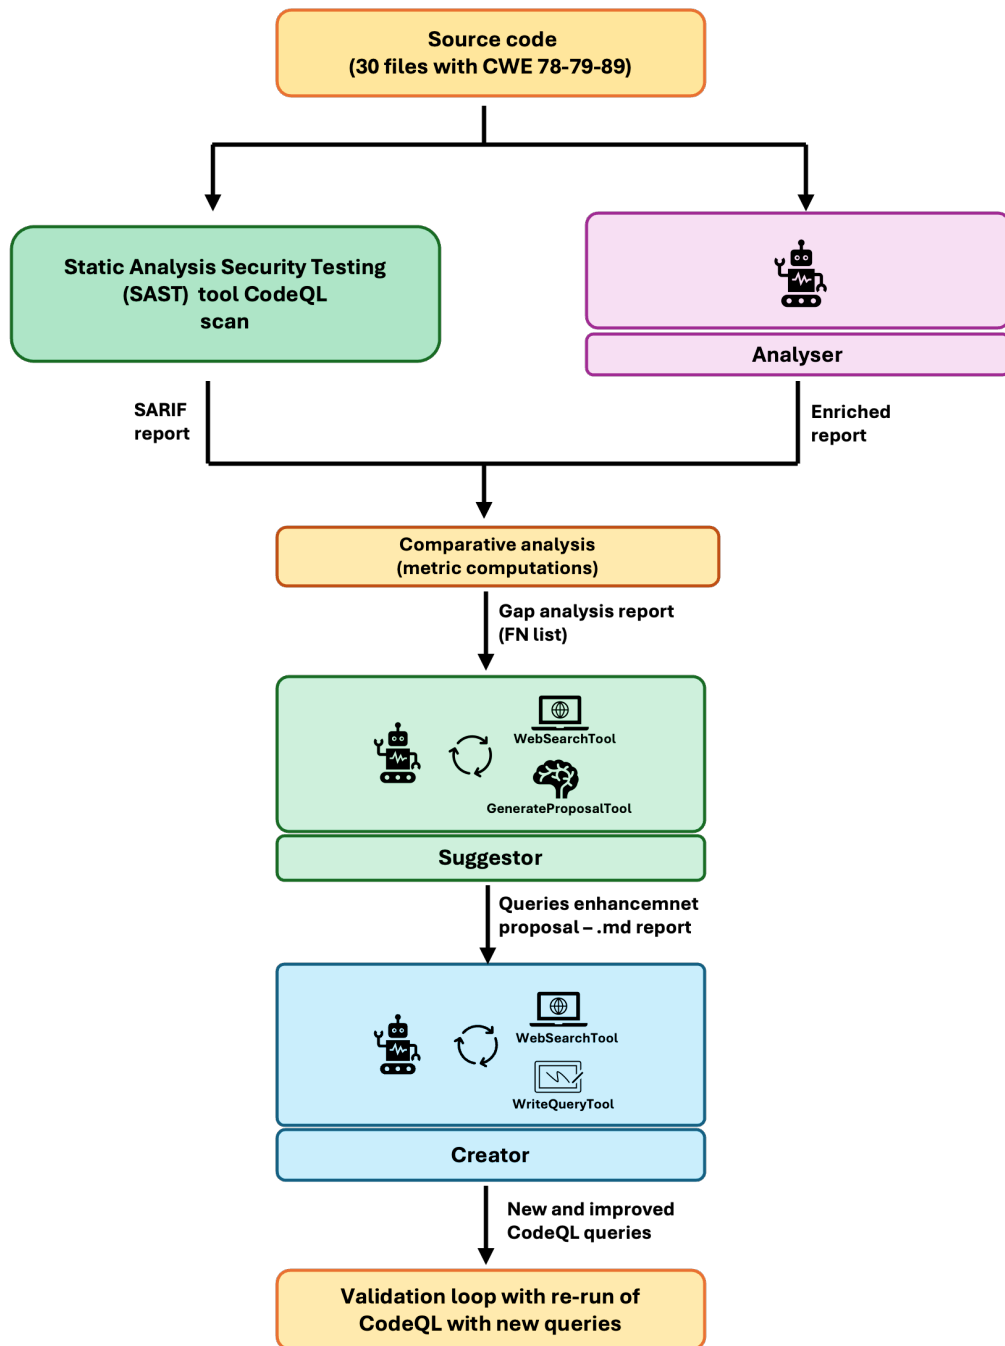 Source code
(30 files with CWE 78-79-89)
Static Analysis Security Testing
(SAST) tool CodeQL
scan
Analyser
SARIF
report
Enriched
report
Comparative analysis
(metric computations)
Gap analysis report
(FN list)
WebSearchTool
GenerateProposalTool
Suggestor
Queries enhancemnet
proposal – .md report
WebSearchTool
WriteQueryTool
Creator
New and improved
CodeQL queries
Validation loop with re-run of
CodeQL with new queries